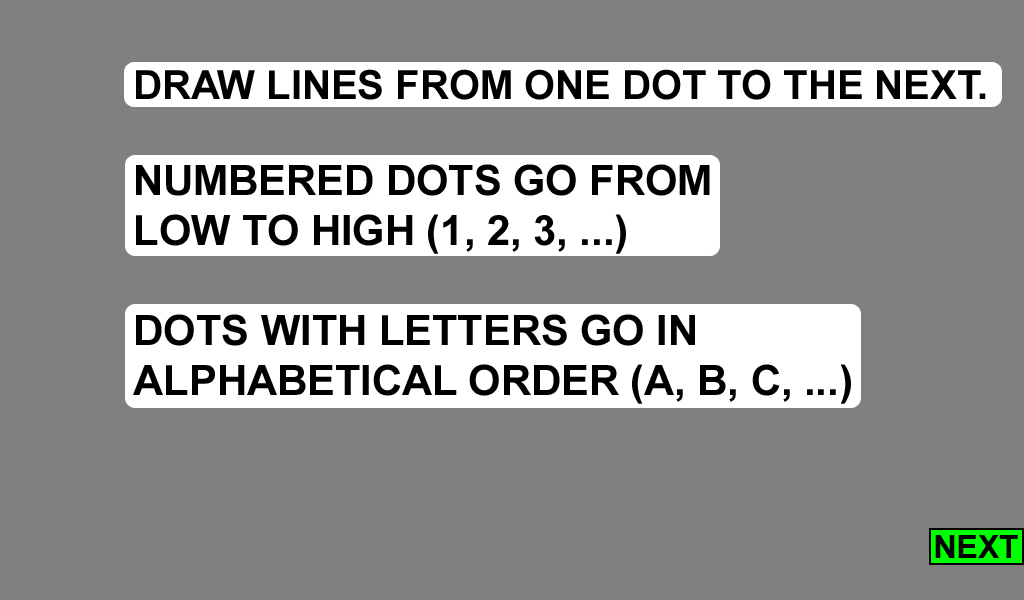 DRAW LINES FROM ONE DOT TO THE NEXT.
NUMBERED DOTS GO FROM
LOW TO HIGH (1, 2, 3, ...)
DOTS WITH LETTERS GO IN
ALPHABETICAL ORDER (A, B, C, ...)
NEXT